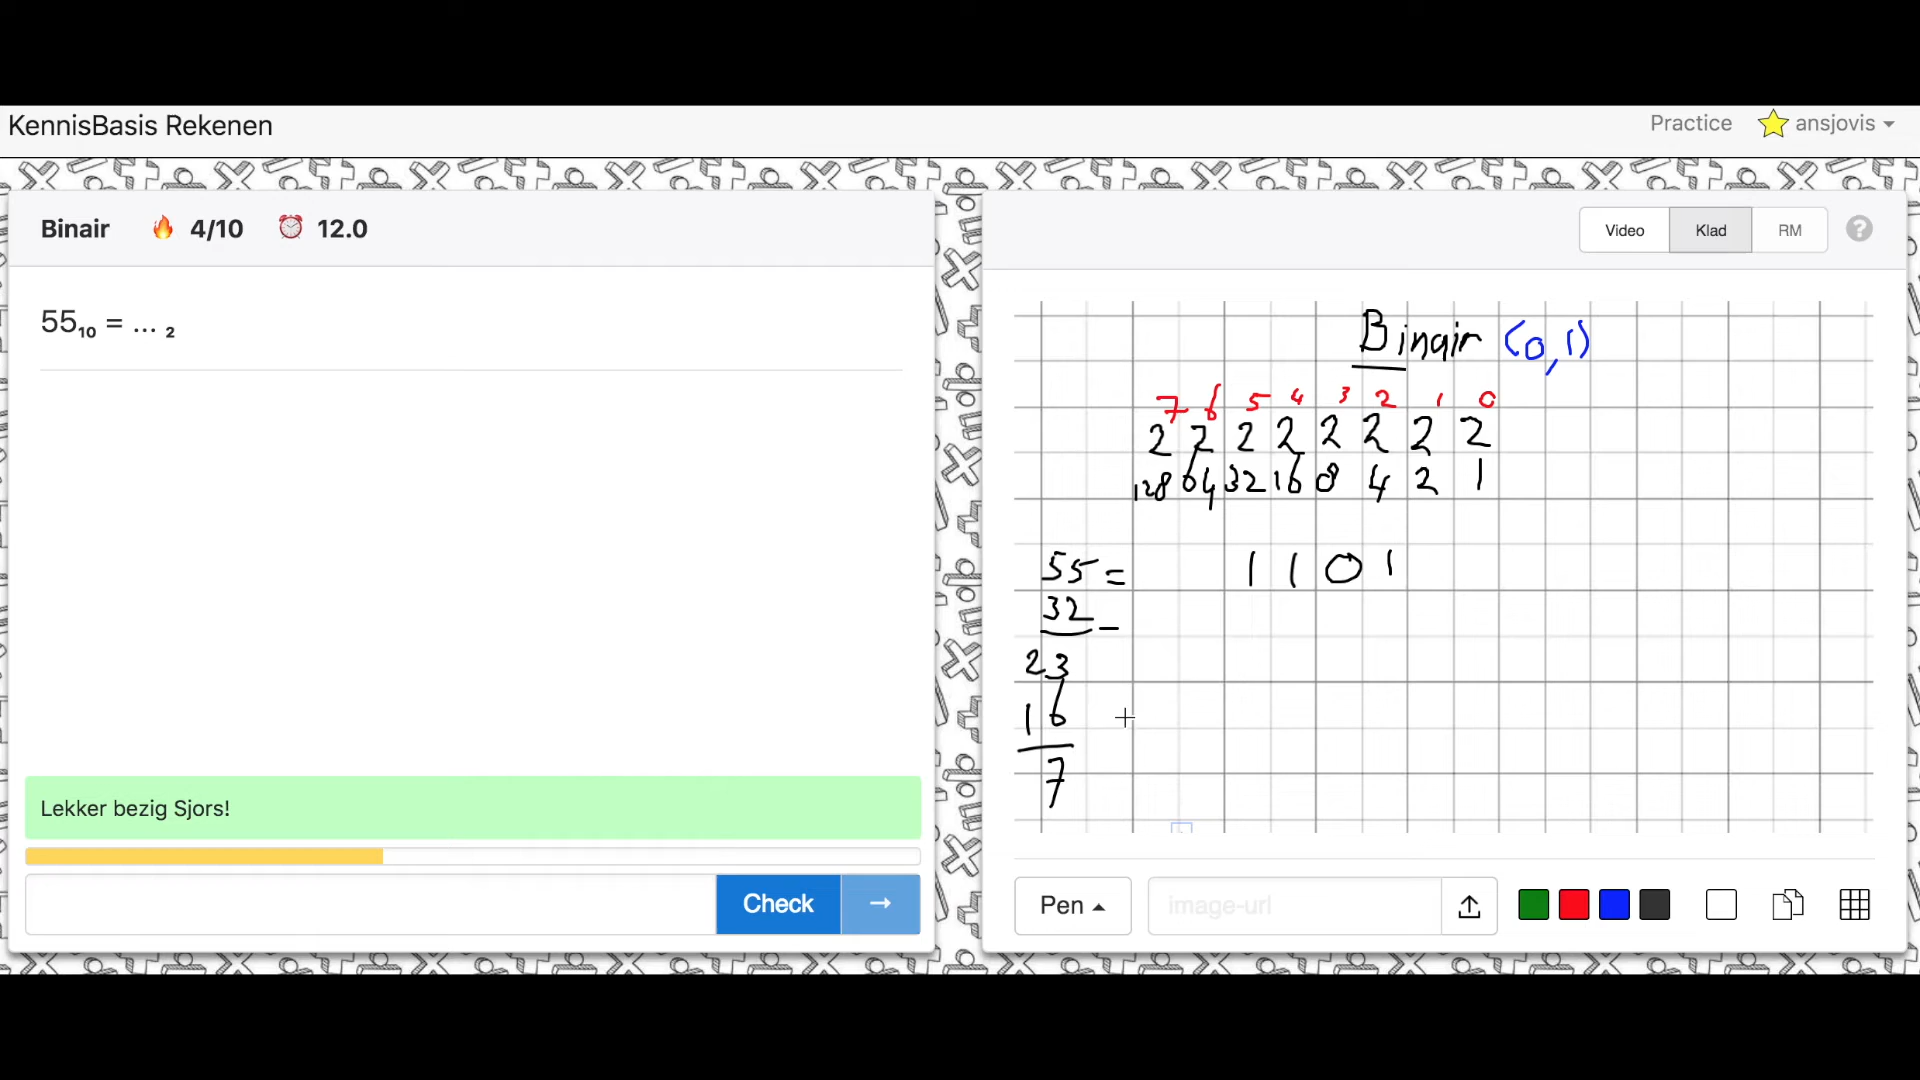 KennisBasis Rekenen
Practice ansjovis
Binair 4/10 12.0
Video Klad RM ?
55₁₀ = ... ₂
Binair (0,1)
7 6 5 4 3 2 1 0
2 2 2 2 2 2 2 2
128 64 32 16 8 4 2 1
55 = 1 1 0 1
32 –
23
16
7
Lekker bezig Sjors!
Check →
Pen image-url